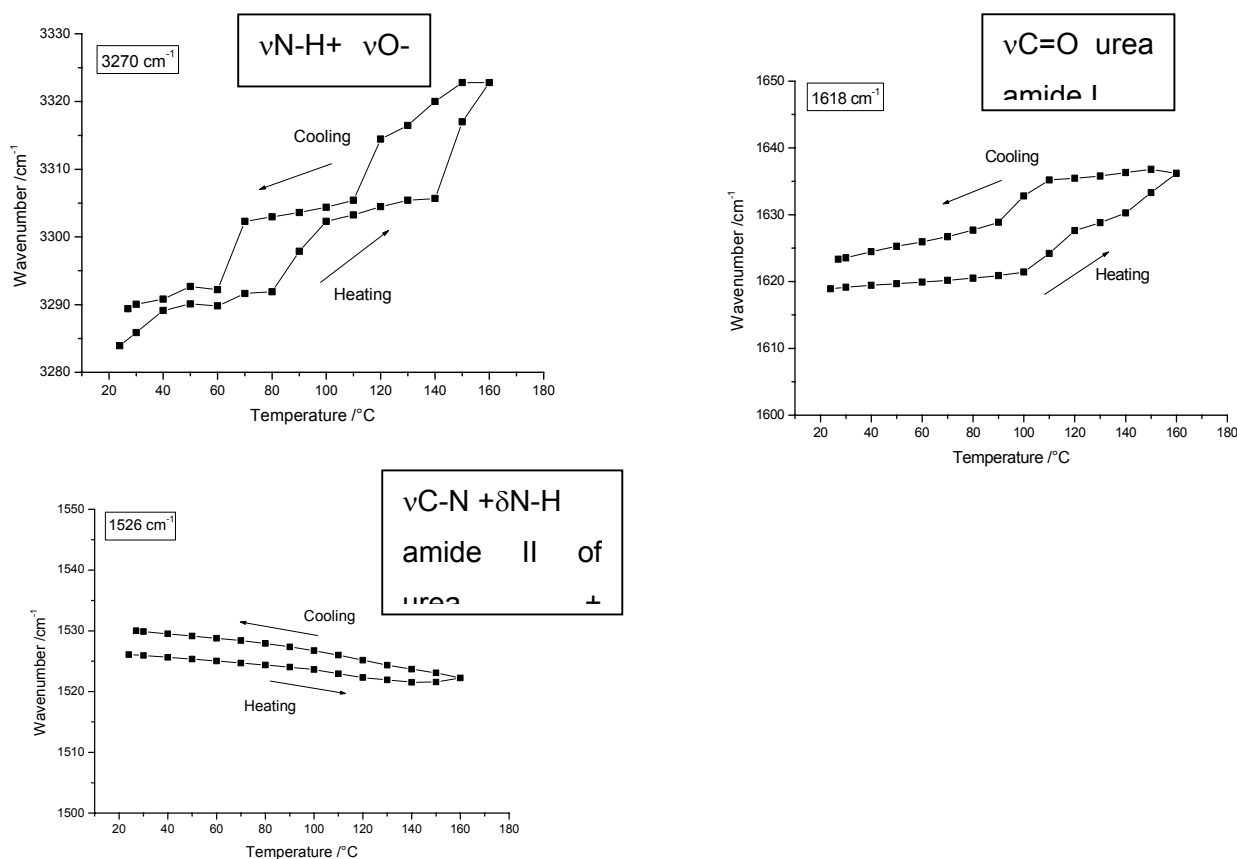 νN-H+ νO-
3270 cm-1
3320
3310
3300
3290
3280
Wavenumber /cm-1
Cooling
Heating
20 40 60 80 100 120 140 160 180
Temperature /°C
νC=O urea
amide I
1618 cm-1
1650
1640
1630
1620
1610
1600
Wavenumber /cm-1
Cooling
Heating
20 40 60 80 100 120 140 160 180
Temperature /°C
νC-N +δN-H
amide II of
urea +
1526 cm-1
1550
1540
1530
1520
1510
1500
Wavenumber /cm-1
Cooling
Heating
20 40 60 80 100 120 140 160 180
Temperature /°C